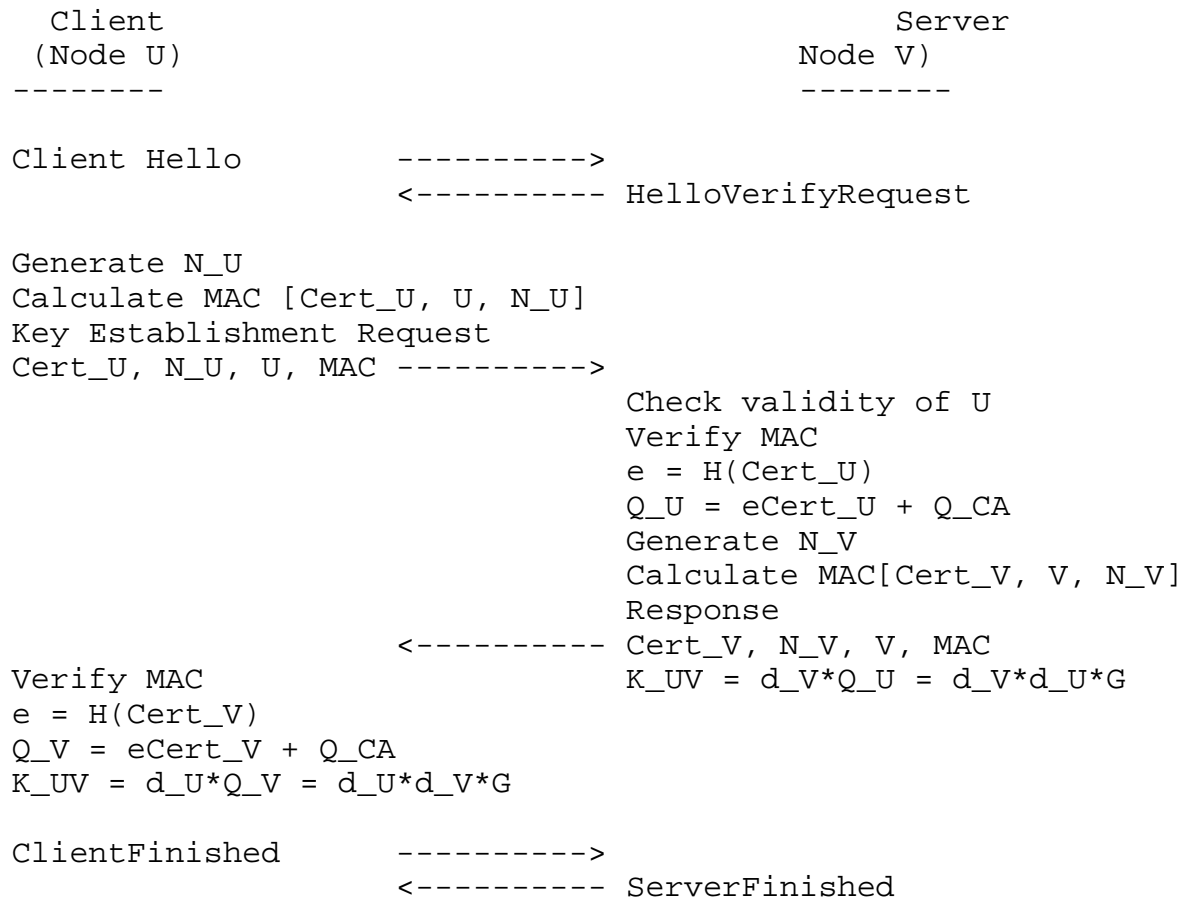 Client                                               Server
 (Node U)                                        Node V)
--------                                         --------

Client Hello          ---------->
                      <---------- HelloVerifyRequest

Generate N_U
Calculate MAC [Cert_U, U, N_U]
Key Establishment Request
Cert_U, N_U, U, MAC ---------->
                                   Check validity of U
                                   Verify MAC
                                   e = H(Cert_U)
                                   Q_U = eCert_U + Q_CA
                                   Generate N_V
                                   Calculate MAC[Cert_V, V, N_V]
                                   Response
                      <---------- Cert_V, N_V, V, MAC
Verify MAC                         K_UV = d_V*Q_U = d_V*d_U*G
e = H(Cert_V)
Q_V = eCert_V + Q_CA
K_UV = d_U*Q_V = d_U*d_V*G

ClientFinished        ---------->
                      <---------- ServerFinished